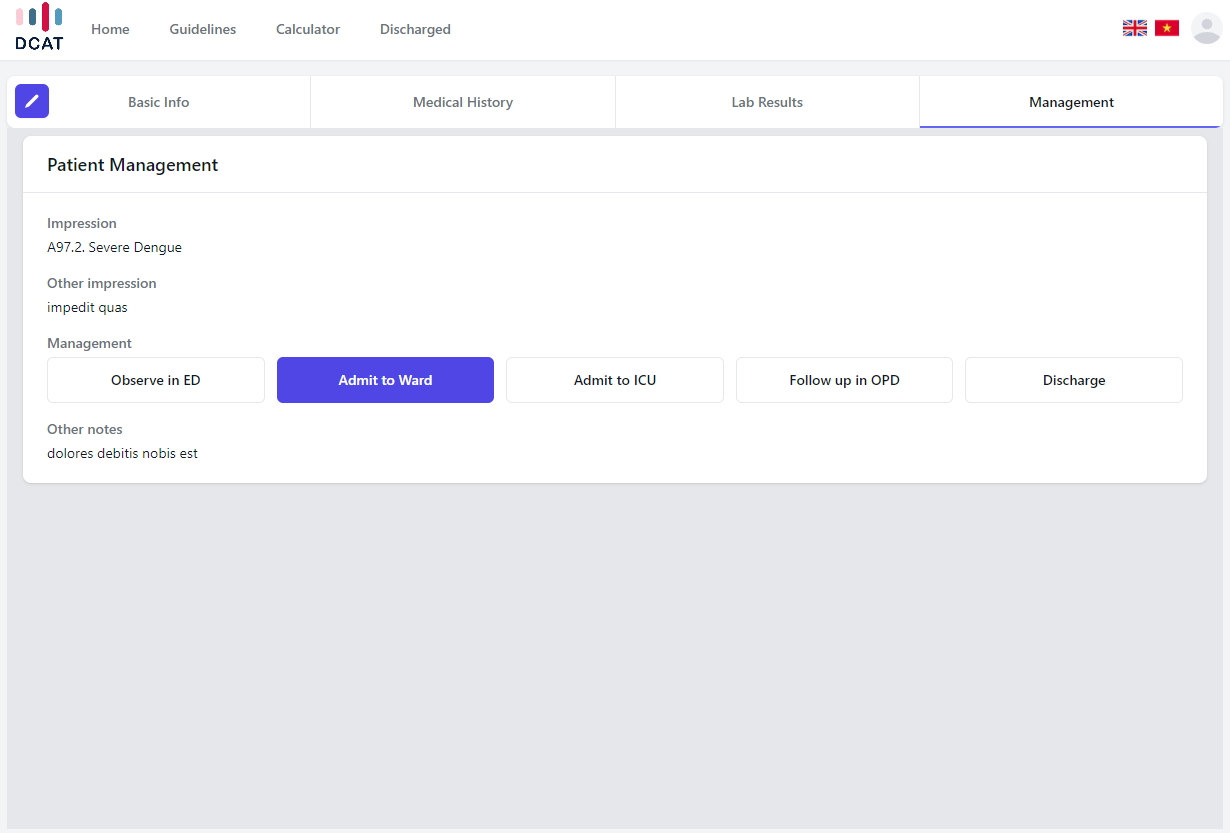 DCAT
Home Guidelines Calculator Discharged
Basic Info Medical History Lab Results Management
Patient Management
Impression
A97.2. Severe Dengue
Other impression
impedit quas
Management
Observe in ED Admit to Ward Admit to ICU Follow up in OPD Discharge
Other notes
dolores debitis nobis est